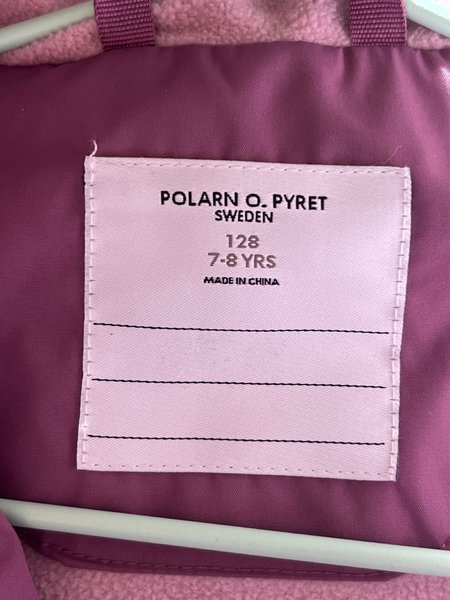 POLARN O. PYRET
SWEDEN
128
7-8 YRS
MADE IN CHINA